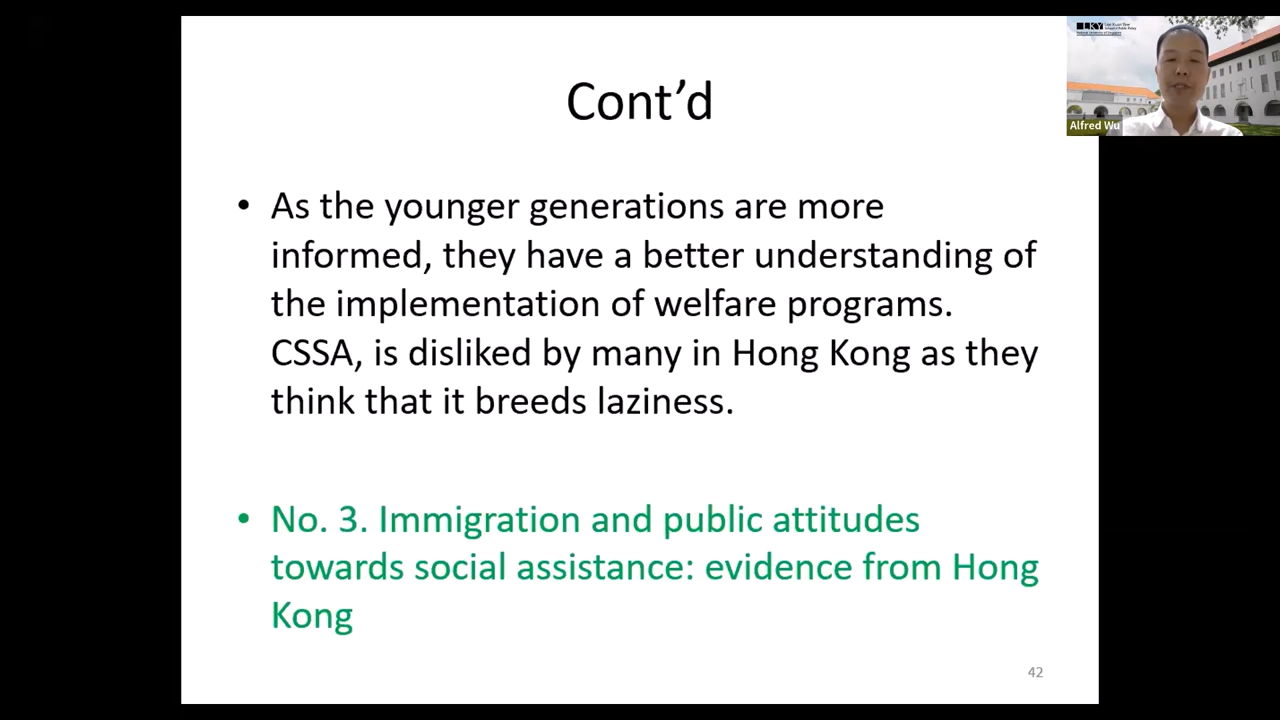 Cont’d
• As the younger generations are more
informed, they have a better understanding of
the implementation of welfare programs.
CSSA, is disliked by many in Hong Kong as they
think that it breeds laziness.
• No. 3. Immigration and public attitudes
towards social assistance: evidence from Hong
Kong
42
LKY
Alfred Wu